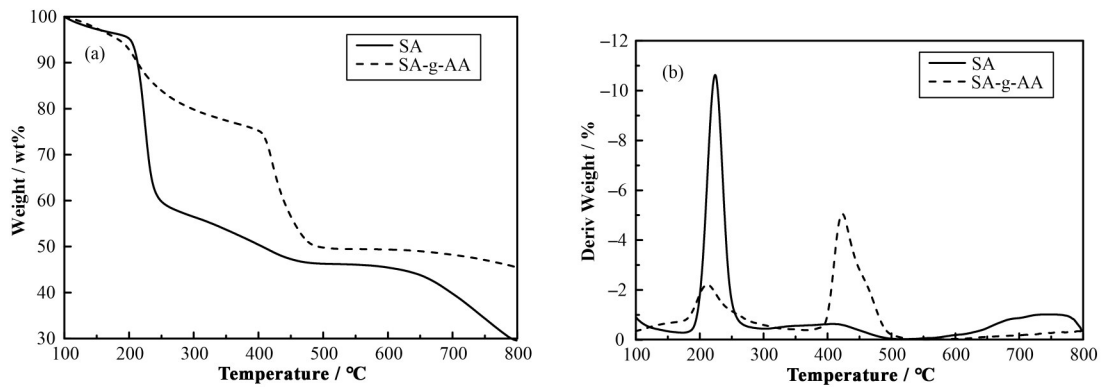 100
90
80
70
60
50
40
30
Weight / wt%
(a)
SA
SA-g-AA
100 200 300 400 500 600 700 800
Temperature / °C
−12
−10
−8
−6
−4
−2
0
Deriv Weight / %
(b)
SA
SA-g-AA
100 200 300 400 500 600 700 800
Temperature / °C